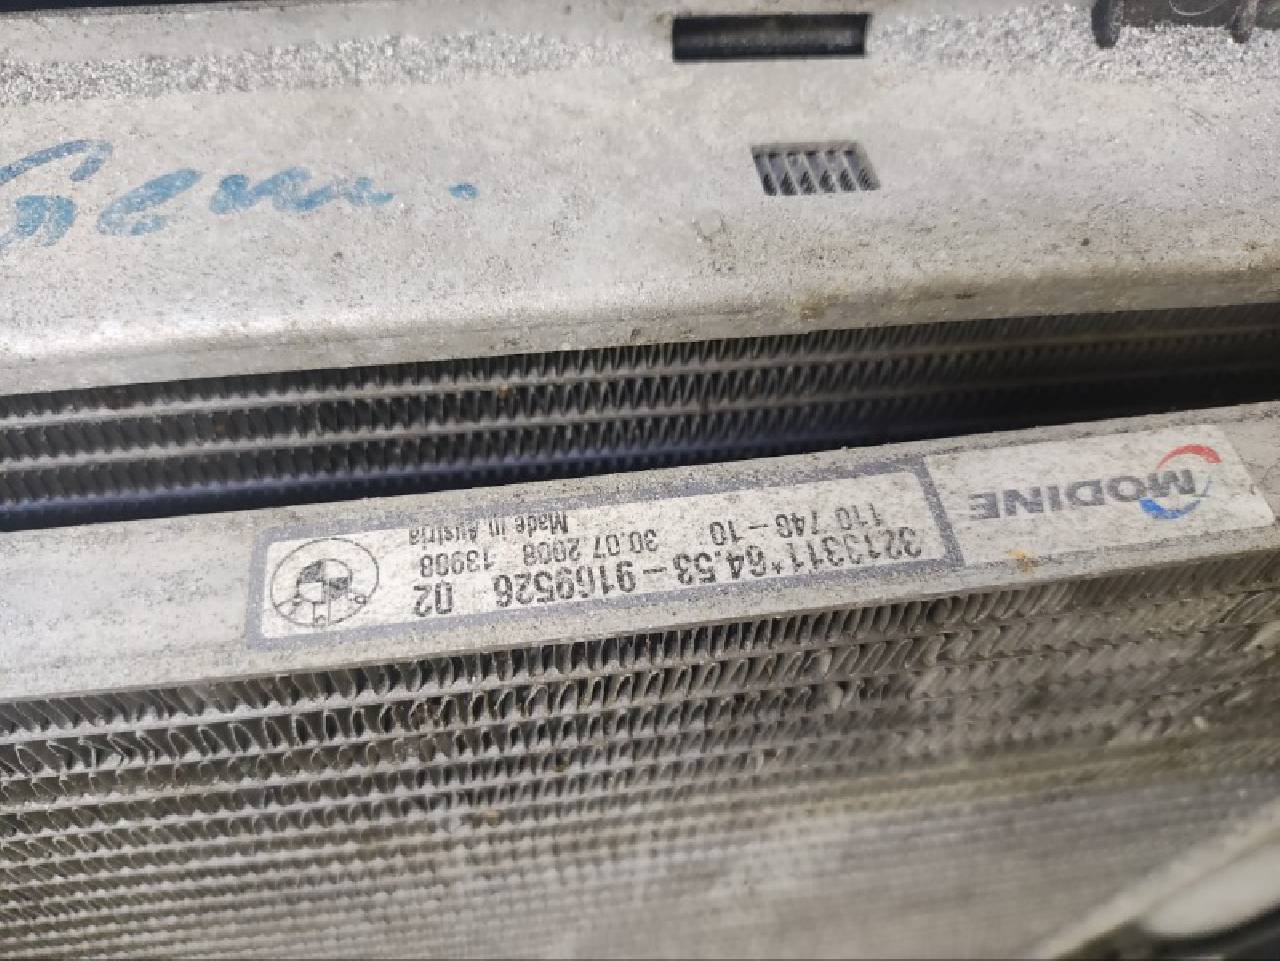 MODINE
3213311*64.53-9169526 02
110 746-10 30.07.2008 13908
Made in Austria